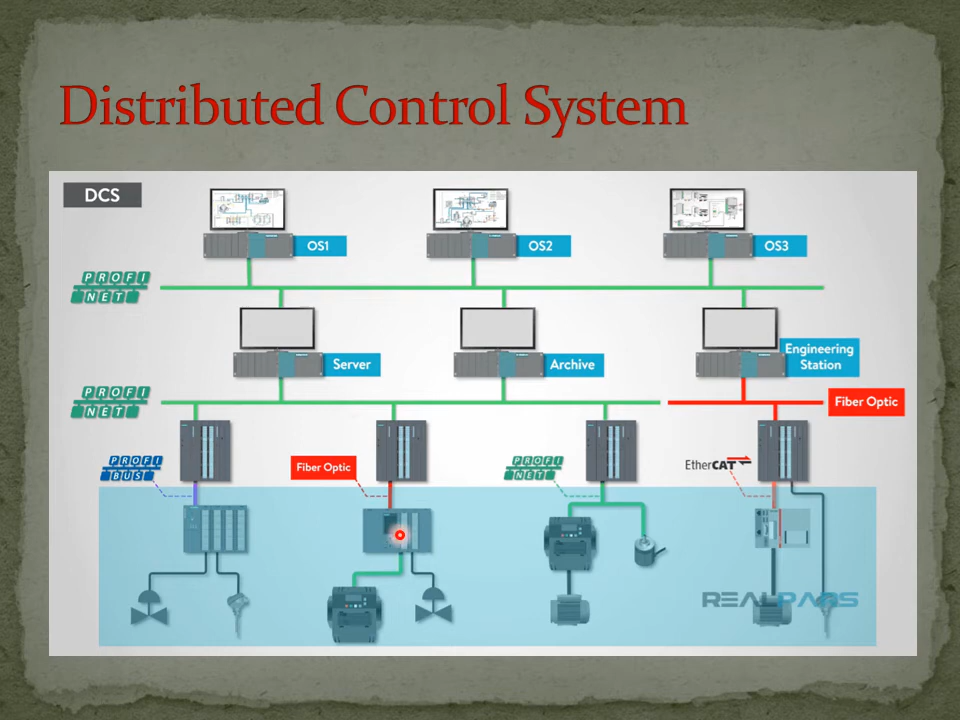 Distributed Control System
DCS
OS1
OS2
OS3
PROFI
NET
Server
Archive
Engineering
Station
PROFI
NET
Fiber Optic
PROFI
BUS
Fiber Optic
PROFI
NET
EtherCAT
REALPARS